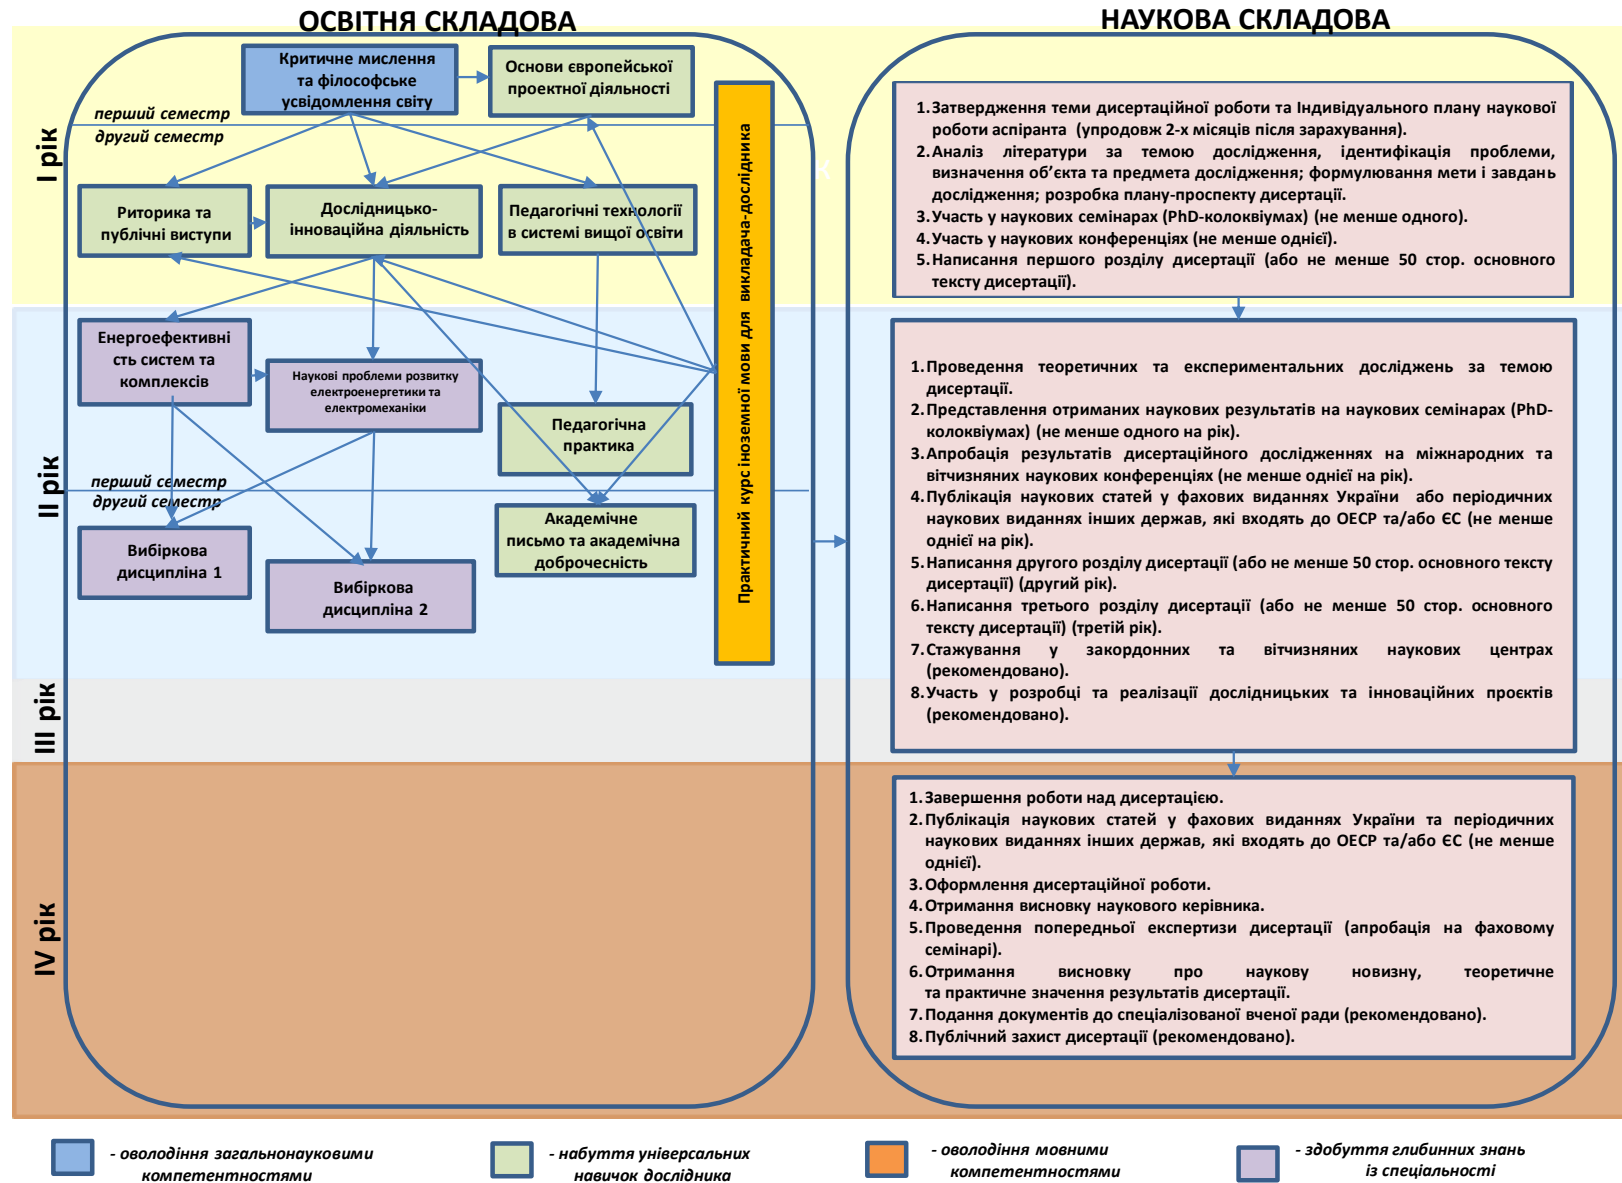 ОСВІТНЯ СКЛАДОВА
Критичне мислення
та філософське
усвідомлення світу
Основи європейської
проектної діяльності
перший семестр
другий семестр
І рік
Риторика та
публічні виступи
Дослідницько-
інноваційна діяльність
Педагогічні технології
в системі вищої освіти
Практичний курс іноземної мови для викладача-дослідника
Енергоефективні
сть систем та
комплексів
Наукові проблеми розвитку
електроенергетики та
електромеханіки
Педагогічна
практика
ІІ рік
перший семестр
другий семестр
Академічне
письмо та академічна
доброчесність
Вибіркова
дисципліна 1
Вибіркова
дисципліна 2
ІІІ рік
IV рік
НАУКОВА СКЛАДОВА
1. Затвердження теми дисертаційної роботи та Індивідуального плану наукової
роботи аспіранта (упродовж 2-х місяців після зарахування).
2. Аналіз літератури за темою дослідження, ідентифікація проблеми,
визначення об’єкта та предмета дослідження; формулювання мети і завдань
дослідження; розробка плану-проспекту дисертації.
3. Участь у наукових семінарах (PhD-колоквіумах) (не менше одного).
4. Участь у наукових конференціях (не менше однієї).
5. Написання першого розділу дисертації (або не менше 50 стор. основного
тексту дисертації).
1. Проведення теоретичних та експериментальних досліджень за темою
дисертації.
2. Представлення отриманих наукових результатів на наукових семінарах (PhD-
колоквіумах) (не менше одного на рік).
3. Апробація результатів дисертаційного дослідженнях на міжнародних та
вітчизняних наукових конференціях (не менше однієї на рік).
4. Публікація наукових статей у фахових виданнях України або періодичних
наукових виданнях інших держав, які входять до ОЕСР та/або ЄС (не менше
однієї на рік).
5. Написання другого розділу дисертації (або не менше 50 стор. основного тексту
дисертації) (другий рік).
6. Написання третього розділу дисертації (або не менше 50 стор. основного
тексту дисертації) (третій рік).
7. Стажування у закордонних та вітчизняних наукових центрах
(рекомендовано).
8. Участь у розробці та реалізації дослідницьких та інноваційних проєктів
(рекомендовано).
1. Завершення роботи над дисертацією.
2. Публікація наукових статей у фахових виданнях України та періодичних
наукових виданнях інших держав, які входять до ОЕСР та/або ЄС (не менше
однієї).
3. Оформлення дисертаційної роботи.
4. Отримання висновку наукового керівника.
5. Проведення попередньої експертизи дисертації (апробація на фаховому
семінарі).
6. Отримання висновку про наукову новизну, теоретичне
та практичне значення результатів дисертації.
7. Подання документів до спеціалізованої вченої ради (рекомендовано).
8. Публічний захист дисертації (рекомендовано).
- оволодіння загальнонауковими
компетентностями
- набуття універсальних
навичок дослідника
- оволодіння мовними
компетентностями
- здобуття глибинних знань
із спеціальності